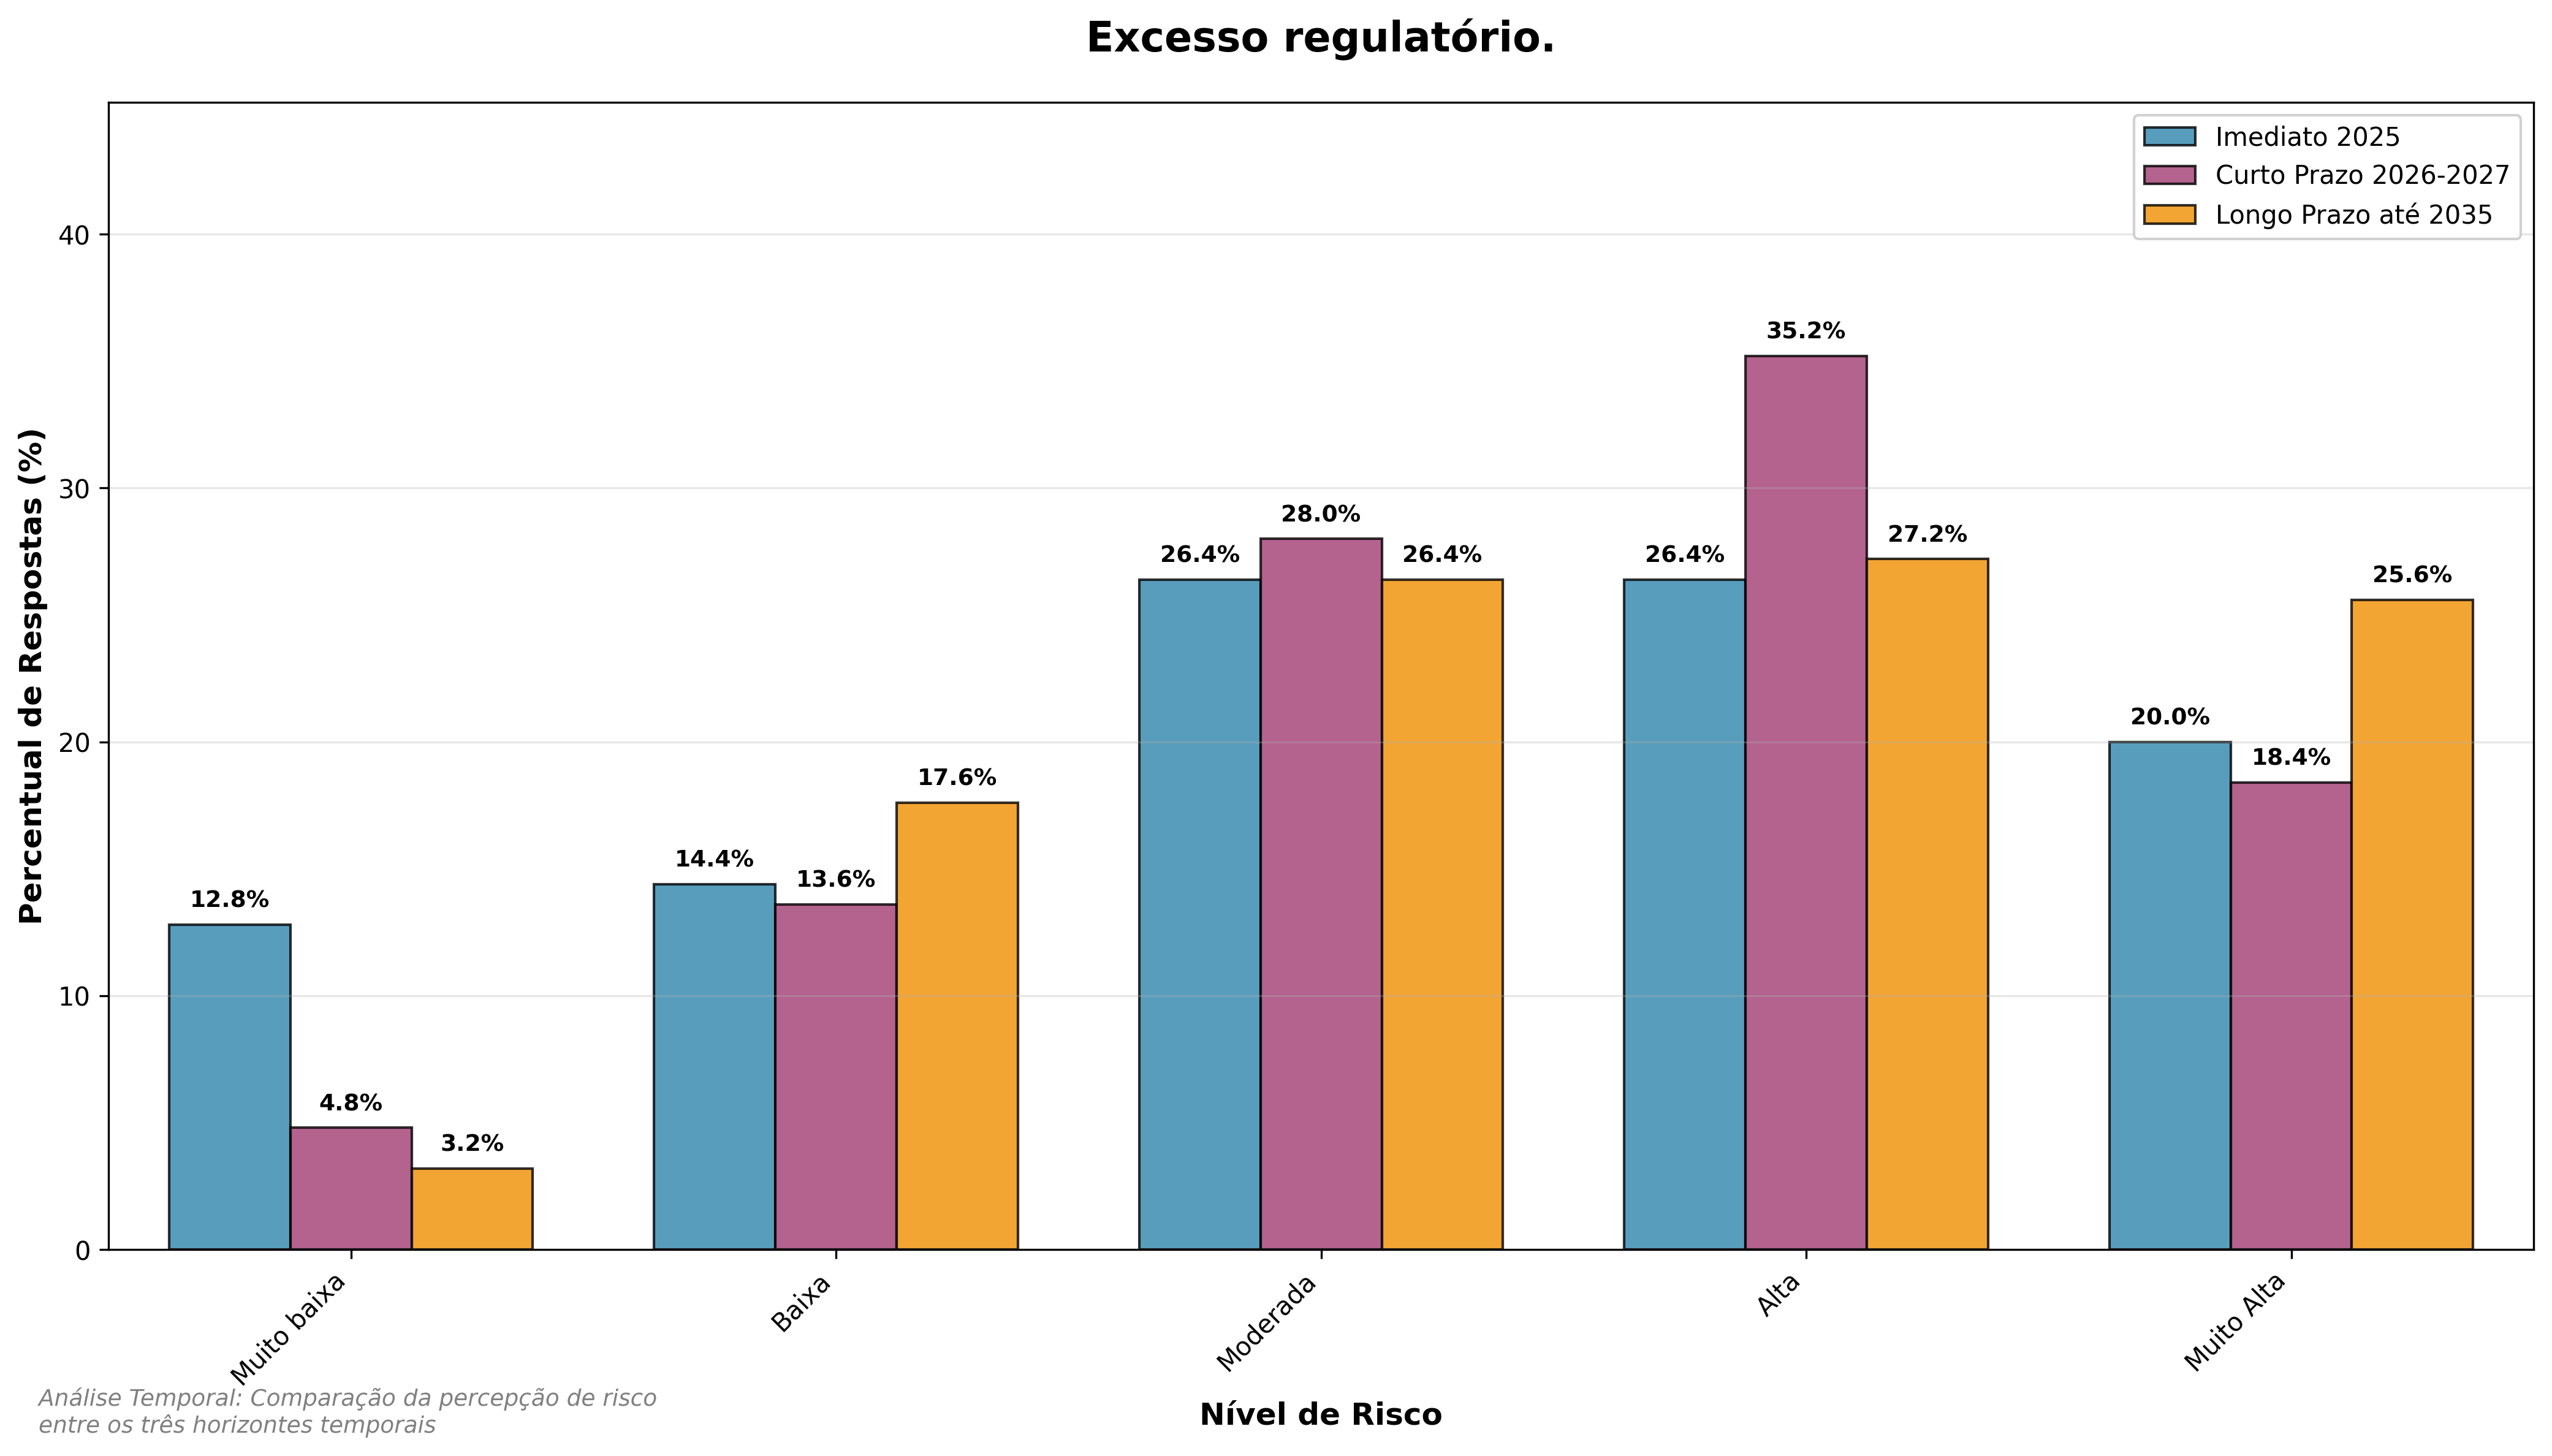 Excesso regulatório.
Imediato 2025
Curto Prazo 2026-2027
Longo Prazo até 2035
Percentual de Respostas (%)
40
30
20
10
0
12.8%
4.8%
3.2%
14.4%
13.6%
17.6%
26.4%
28.0%
26.4%
26.4%
35.2%
27.2%
20.0%
18.4%
25.6%
Muito baixa
Baixa
Moderada
Alta
Muito Alta
Nível de Risco
Análise Temporal: Comparação da percepção de risco
entre os três horizontes temporais